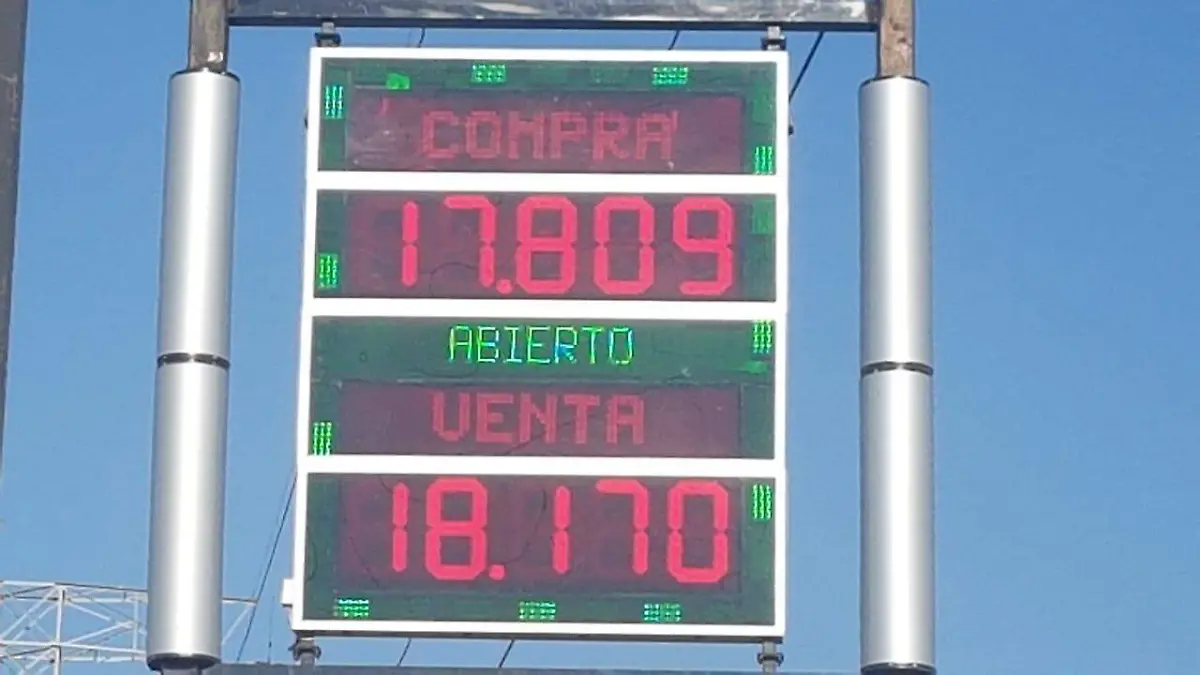 COMPRA
17.809
ABIERTO
VENTA
18.170